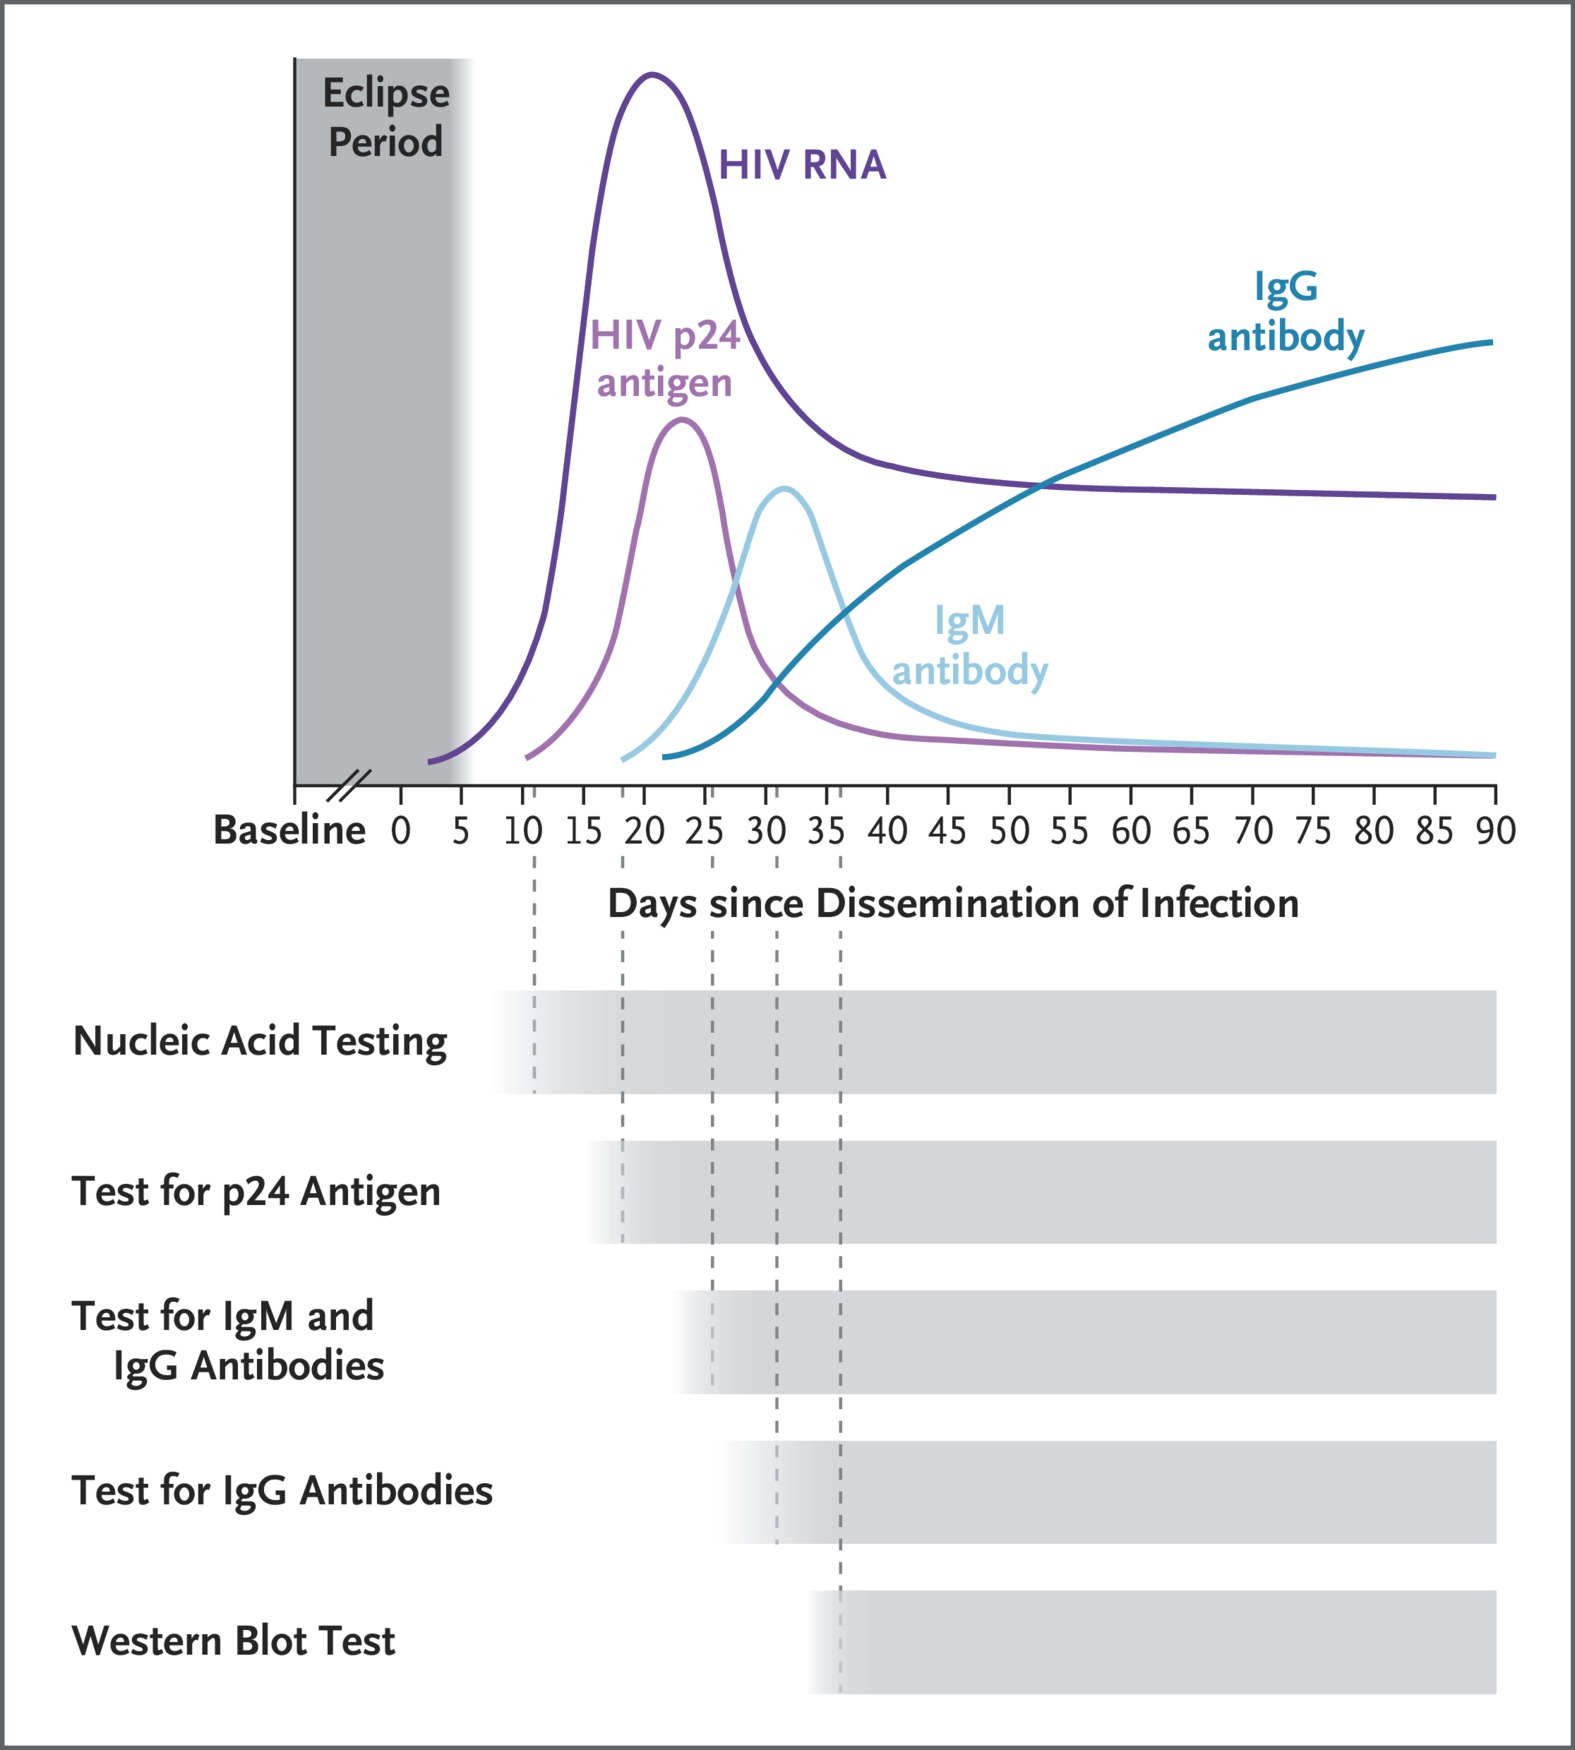 Eclipse
Period
HIV RNA
IgG
antibody
HIV p24
antigen
IgM
antibody
Baseline 0 5 10 15 20 25 30 35 40 45 50 55 60 65 70 75 80 85 90
Days since Dissemination of Infection
Nucleic Acid Testing
Test for p24 Antigen
Test for IgM and
IgG Antibodies
Test for IgG Antibodies
Western Blot Test